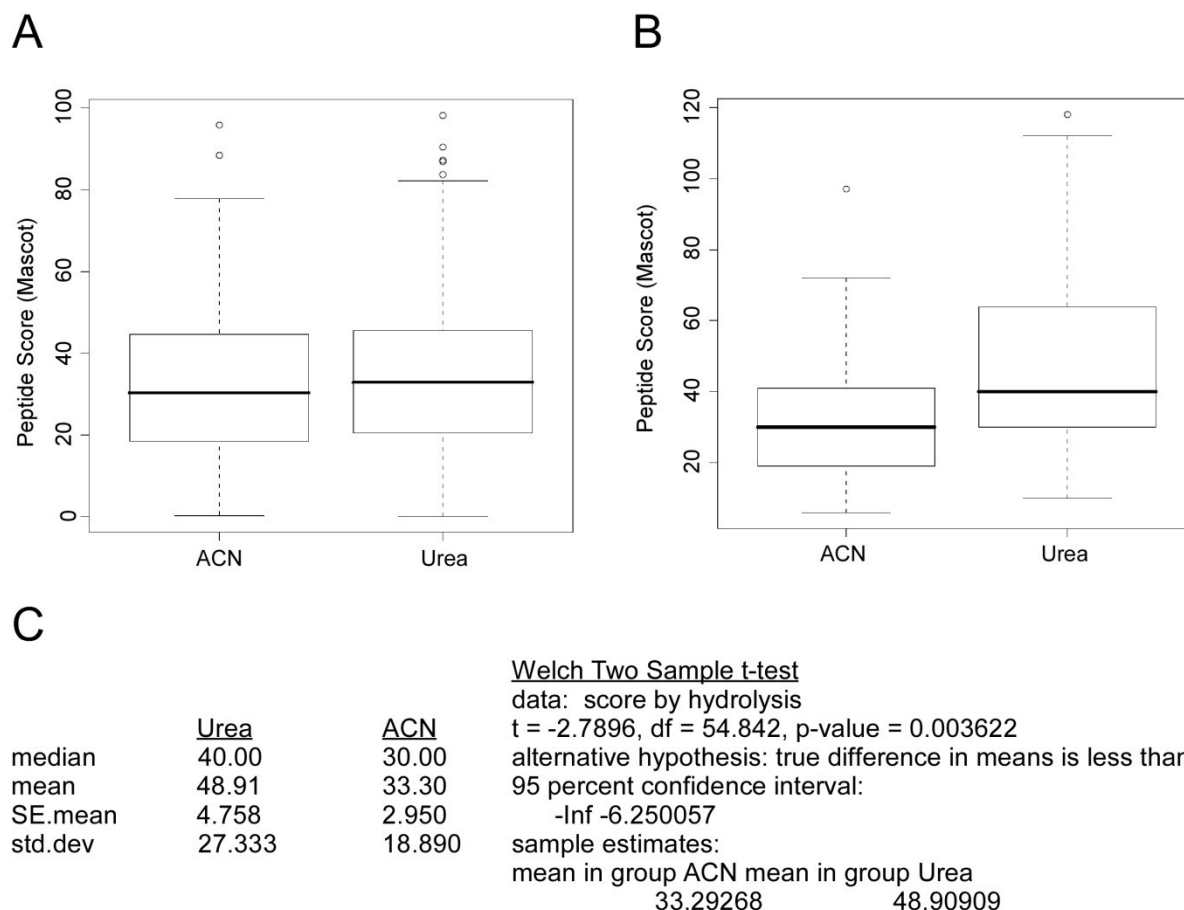 A
B
Peptide Score (Mascot)
100
80
60
40
20
0
ACN
Urea
Peptide Score (Mascot)
120
100
80
60
40
20
ACN
Urea
C
Urea ACN
median 40.00 30.00
mean 48.91 33.30
SE.mean 4.758 2.950
std.dev 27.333 18.890
Welch Two Sample t-test
data: score by hydrolysis
t = -2.7896, df = 54.842, p-value = 0.003622
alternative hypothesis: true difference in means is less than
95 percent confidence interval:
-Inf -6.250057
sample estimates:
mean in group ACN mean in group Urea
33.29268 48.90909